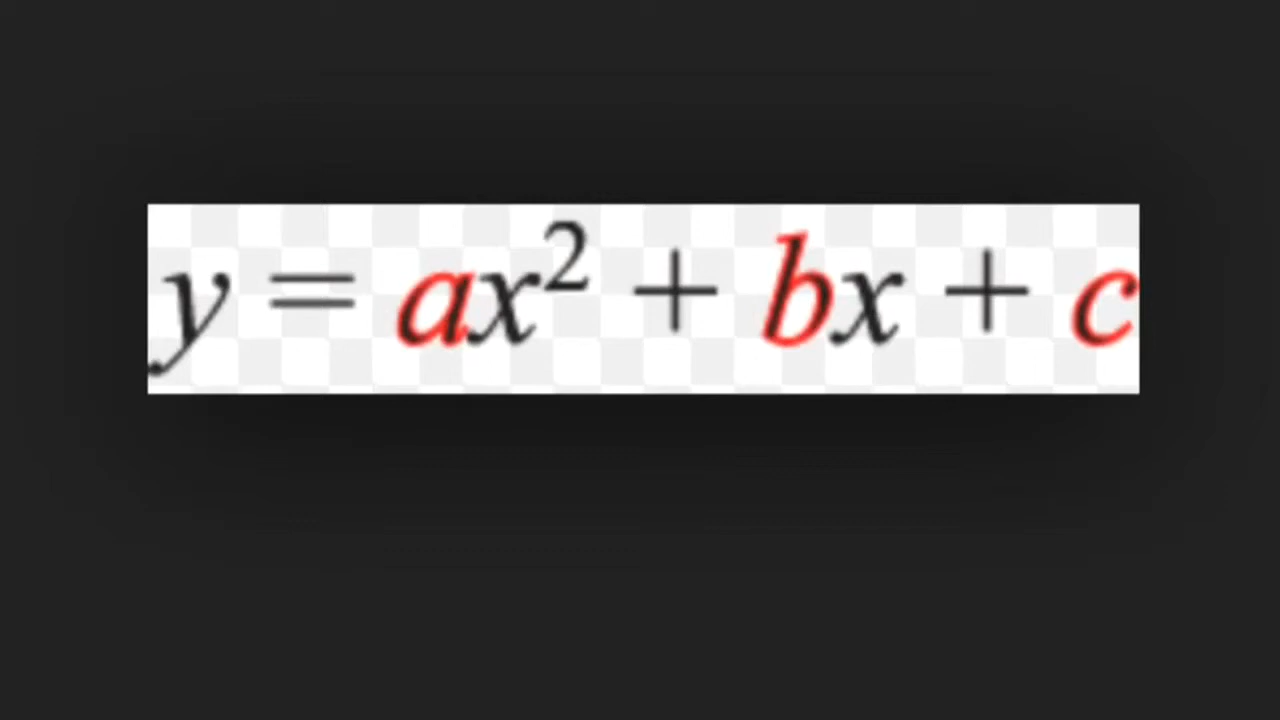 y = ax² + bx + c